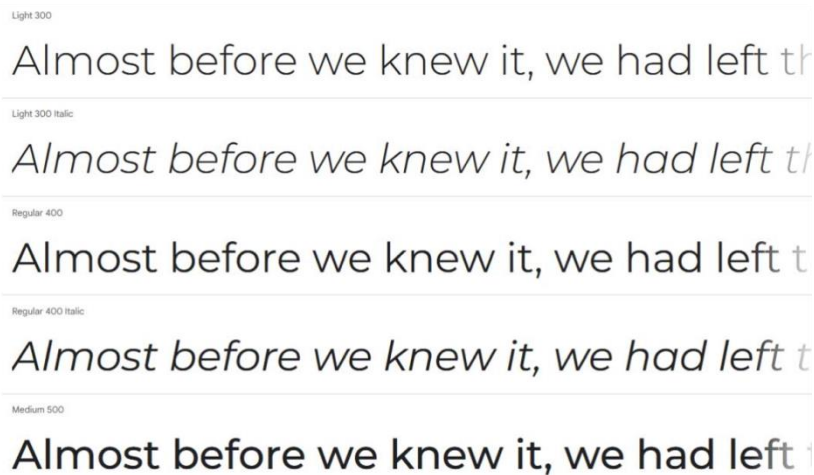 Light 300
Almost before we knew it, we had left th
Light 300 Italic
Almost before we knew it, we had left th
Regular 400
Almost before we knew it, we had left t
Regular 400 Italic
Almost before we knew it, we had left t
Medium 500
Almost before we knew it, we had left